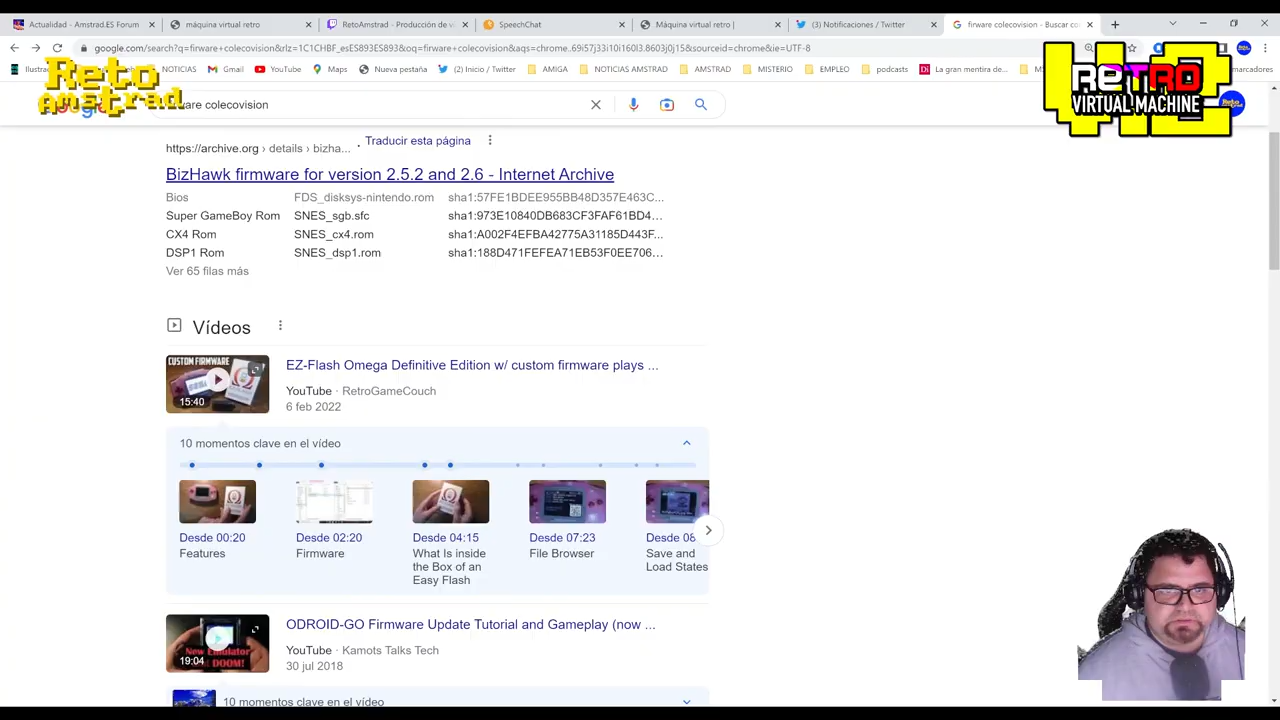 Actualidad - Amstrad.ES Forum
máquina virtual retro
RetoAmstrad - Producción de v
SpeechChat
Máquina virtual retro |
(3) Notificaciones / Twitter
firware colecovision - Buscar co
google.com/search?q=firware+colecovision&rlz=1C1CHBF_esES893ES893&oq=firware+colecovision&aqs=chrome..69i57j33i10i160l3.8603j0j15&sourceid=chrome&ie=UTF-8
NOTICIAS
Gmail
YouTube
Maps
Nueva pestaña
(2) Inicio / Twitter
AMIGA
NOTICIAS AMSTRAD
AMSTRAD
MISTERIO
EMPLEO
podcasts
La gran mentira de...
marcadores
Reto
Amstrad
RETRO
VIRTUAL MACHINE
ware colecovision
https://archive.org › details › bizha...
Traducir esta página
BizHawk firmware for version 2.5.2 and 2.6 - Internet Archive
Bios FDS_disksys-nintendo.rom sha1:57FE1BDEE955BB48D357E463C...
Super GameBoy Rom SNES_sgb.sfc sha1:973E10840DB683CF3FAF61BD4...
CX4 Rom SNES_cx4.rom sha1:A002F4EFBA42775A31185D443F...
DSP1 Rom SNES_dsp1.rom sha1:188D471FEFEA71EB53F0EE706...
Ver 65 filas más
Vídeos
CUSTOM FIRMWARE
15:40
EZ-Flash Omega Definitive Edition w/ custom firmware plays ...
YouTube · RetroGameCouch
6 feb 2022
10 momentos clave en el vídeo
Desde 00:20
Features
Desde 02:20
Firmware
Desde 04:15
What Is inside
the Box of an
Easy Flash
Desde 07:23
File Browser
Desde 08
Save and
Load States
New Emulator
DOOM!
19:04
ODROID-GO Firmware Update Tutorial and Gameplay (now ...
YouTube · Kamots Talks Tech
30 jul 2018
10 momentos clave en el vídeo